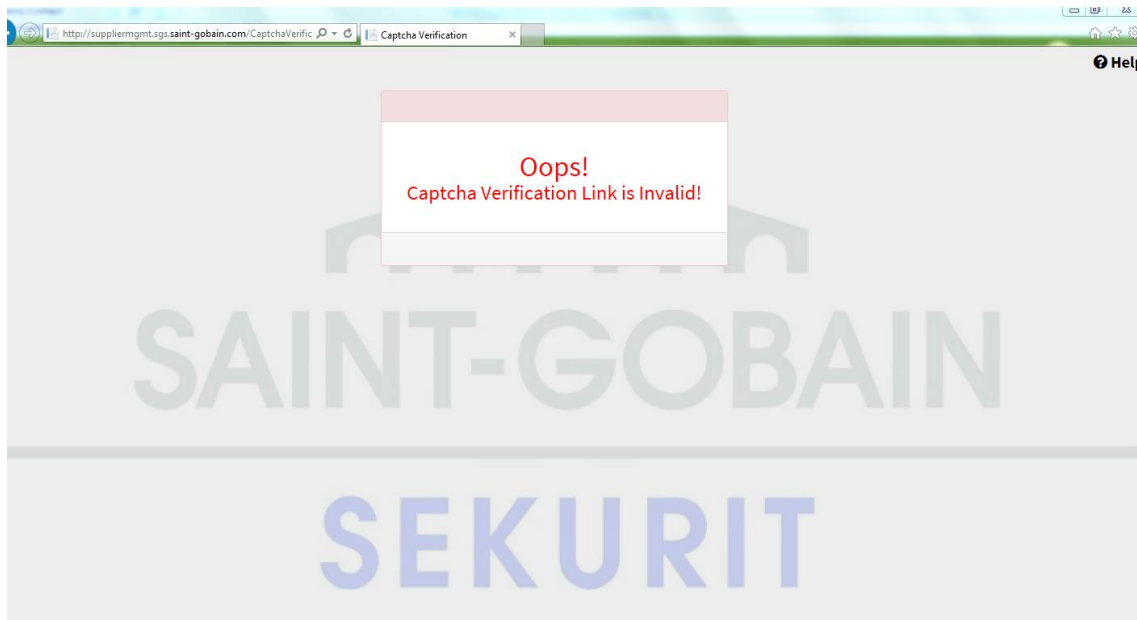 http://suppliermgmt.sgs.saint-gobain.com/CaptchaVerific
Captcha Verification
Help
Oops!
Captcha Verification Link is Invalid!
SAINT-GOBAIN
SEKURIT